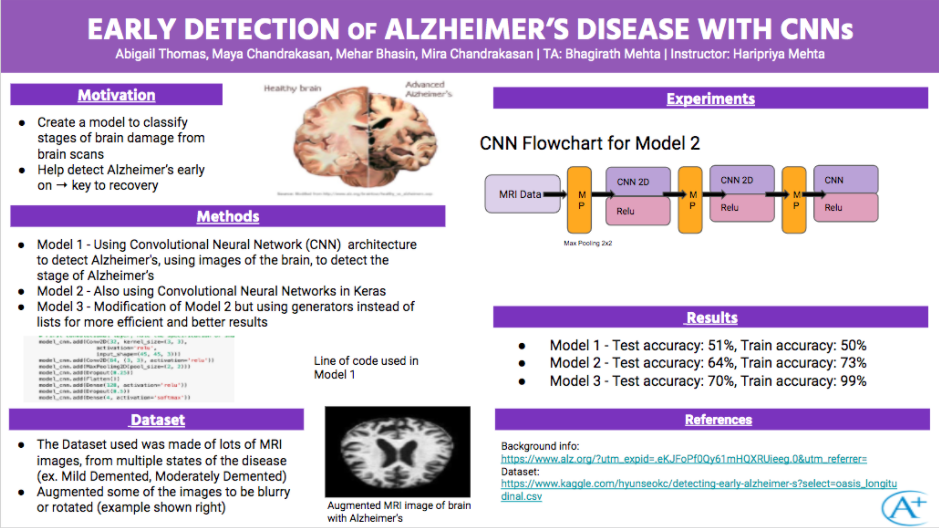 EARLY DETECTION OF ALZHEIMER'S DISEASE WITH CNNs
Abigail Thomas, Maya Chandrakasan, Mehar Bhasin, Mira Chandrakasan | TA: Bhagirath Mehta | Instructor: Haripriya Mehta
Motivation
● Create a model to classify
stages of brain damage from
brain scans
● Help detect Alzheimer's early
on → key to recovery
Healthy brain
Advanced
Alzheimer's
Methods
● Model 1 - Using Convolutional Neural Network (CNN) architecture
to detect Alzheimer's, using images of the brain, to detect the
stage of Alzheimer's
● Model 2 - Also using Convolutional Neural Networks in Keras
● Model 3 - Modification of Model 2 but using generators instead of
lists for more efficient and better results
model_cnn.add(Conv2D(32, kernel_size=(3, 3),
activation='relu',
input_shape=(45, 45, 3)))
model_cnn.add(Conv2D(64, (3, 3), activation='relu'))
model_cnn.add(MaxPooling2D(pool_size=(2, 2)))
model_cnn.add(Dropout(0.25))
model_cnn.add(Flatten())
model_cnn.add(Dense(128, activation='relu'))
model_cnn.add(Dropout(0.5))
model_cnn.add(Dense(4, activation='softmax'))
Line of code used in
Model 1
Dataset
● The Dataset used was made of lots of MRI
images, from multiple states of the disease
(ex. Mild Demented, Moderately Demented)
● Augmented some of the images to be blurry
or rotated (example shown right)
Augmented MRI image of brain
with Alzheimer's
Experiments
CNN Flowchart for Model 2
MRI Data
M
P
CNN 2D
Relu
M
P
CNN 2D
Relu
M
P
CNN
Relu
Max Pooling 2x2
Results
● Model 1 - Test accuracy: 51%, Train accuracy: 50%
● Model 2 - Test accuracy: 64%, Train accuracy: 73%
● Model 3 - Test accuracy: 70%, Train accuracy: 99%
References
Background info:
https://www.alz.org/?utm_expid=.eKJFoPf0Qy61mHQXRUieeg.0&utm_referrer=
Dataset:
https://www.kaggle.com/hyunseokc/detecting-early-alzheimer-s?select=oasis_longitu
dinal.csv
A+